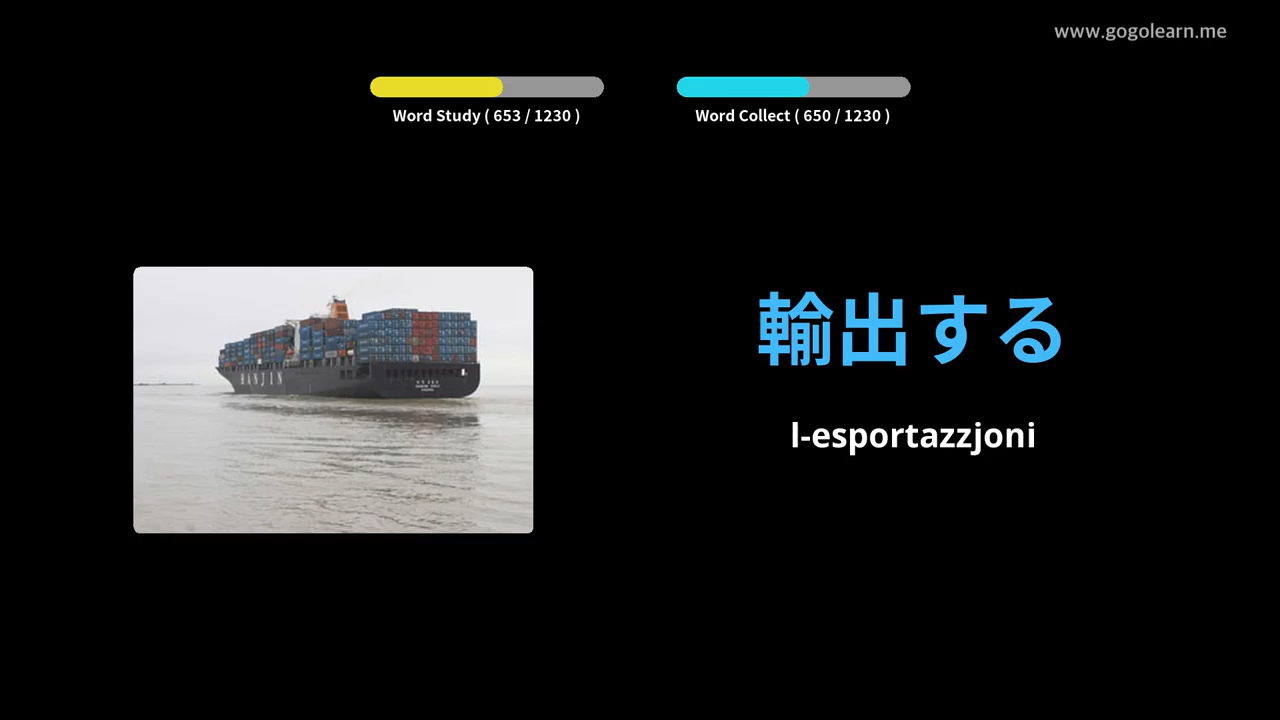 www.gogolearn.me
Word Study ( 653 / 1230 )
Word Collect ( 650 / 1230 )
HANJIN
輸出する
l-esportazzjoni